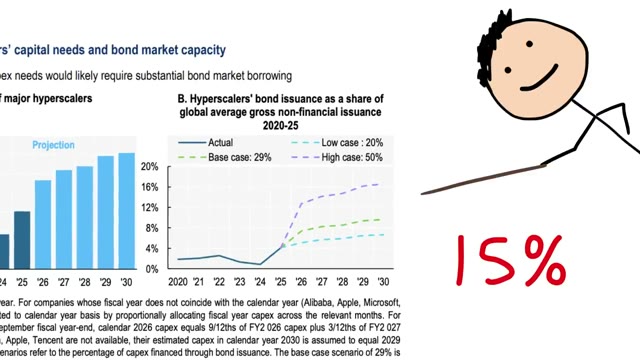 rs' capital needs and bond market capacity
pex needs would likely require substantial bond market borrowing
f major hyperscalers
B. Hyperscalers' bond issuance as a share of
global average gross non-financial issuance
2020-25
Projection
Actual
Low case : 20%
Base case: 29%
High case: 50%
20%
16%
12%
8%
4%
0%
24 '25 '26 '27 '28 '29 '30
2020 '21 '22 '23 '24 '25 '26 '27 '28 '29 '30
15%
year. For companies whose fiscal year does not coincide with the calendar year (Alibaba, Apple, Microsoft,
ted to calendar year basis by proportionally allocating fiscal year capex across the relevant months. For
eptember fiscal year-end, calendar 2026 capex equals 9/12ths of FY2 026 capex plus 3/12ths of FY2 027
, Apple, Tencent are not available, their estimated capex in calendar year 2030 is assumed to equal 2029
enarios refer to the percentage of capex financed through bond issuance. The base case scenario of 29% is